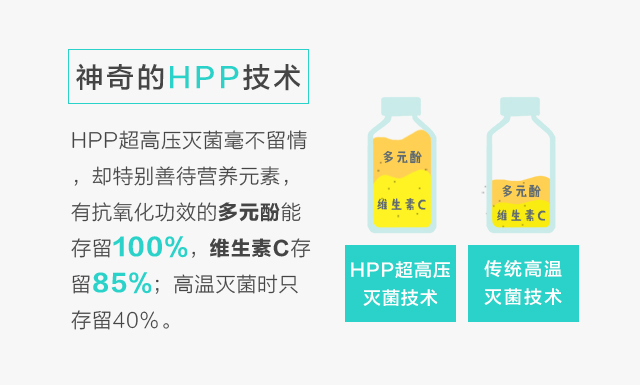 神奇的HPP技术
HPP超高压灭菌毫不留情
，却特别善待营养元素，
有抗氧化功效的多元酚能
存留100%，维生素C存
留85%；高温灭菌时只
存留40%。
多元酚
维生素C
多元酚
维生素C
HPP超高压
灭菌技术
传统高温
灭菌技术